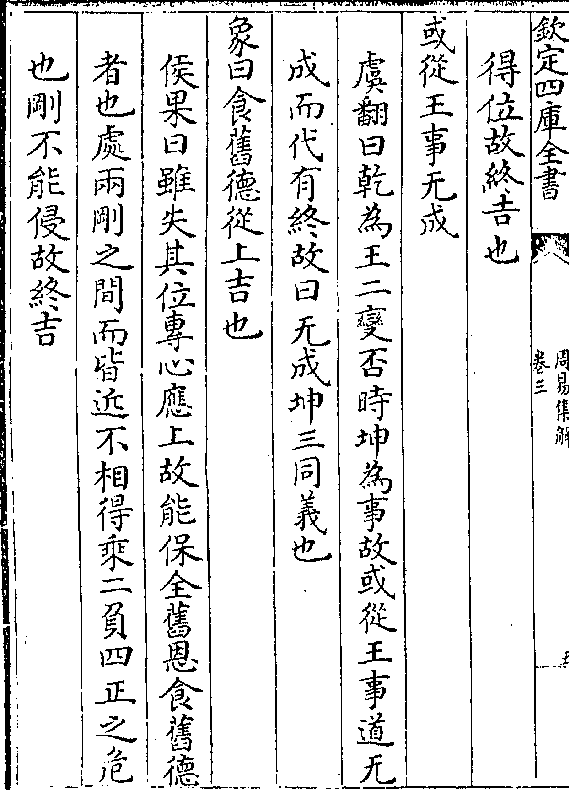 欽定四庫全書
周易集解
卷三
五
得位故終吉也
或從王事无成
虞翻曰乾為王二變否時坤為事故或從王事道无
成而代有終故曰无成坤三同義也
象曰食舊德從上吉也
侯果曰雖失其位專心應上故能保全舊恩食舊德
者也處兩剛之間而皆近不相得乘二負四正之危
也剛不能侵故終吉